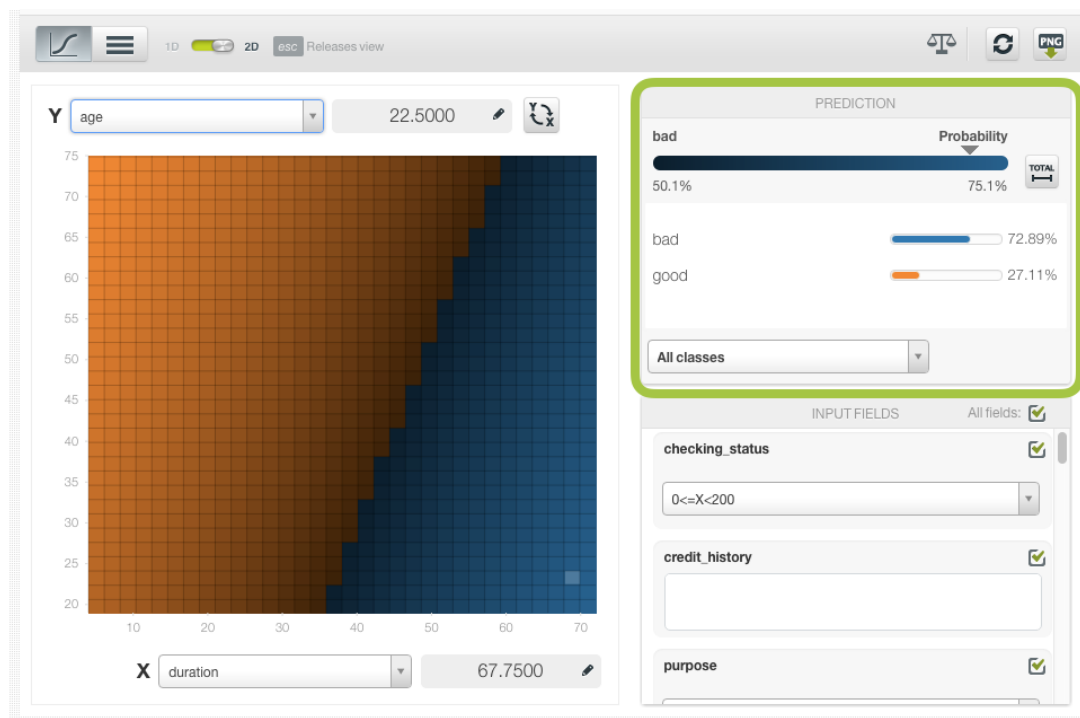 1D 2D esc Releases view PNG
Y age 22.5000 Y X
75
70
65
60
55
50
45
40
35
30
25
20
10 20 30 40 50 60 70
X duration 67.7500
PREDICTION
bad Probability
TOTAL
50.1% 75.1%
bad 72.89%
good 27.11%
All classes
INPUT FIELDS All fields:
checking_status
0<=X<200
credit_history
purpose